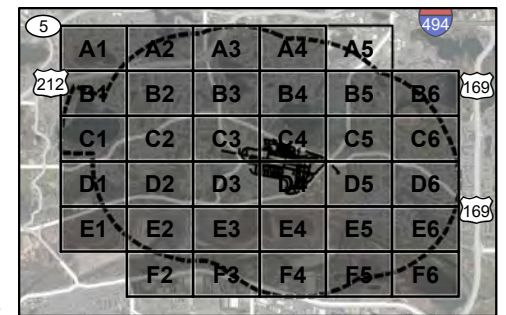 5
494
A1 A2 A3 A4 A5
212
169
B1 B2 B3 B4 B5 B6
C1 C2 C3 C4 C5 C6
D1 D2 D3 D4 D5 D6
169
E1 E2 E3 E4 E5 E6
F2 F3 F4 F5 F6